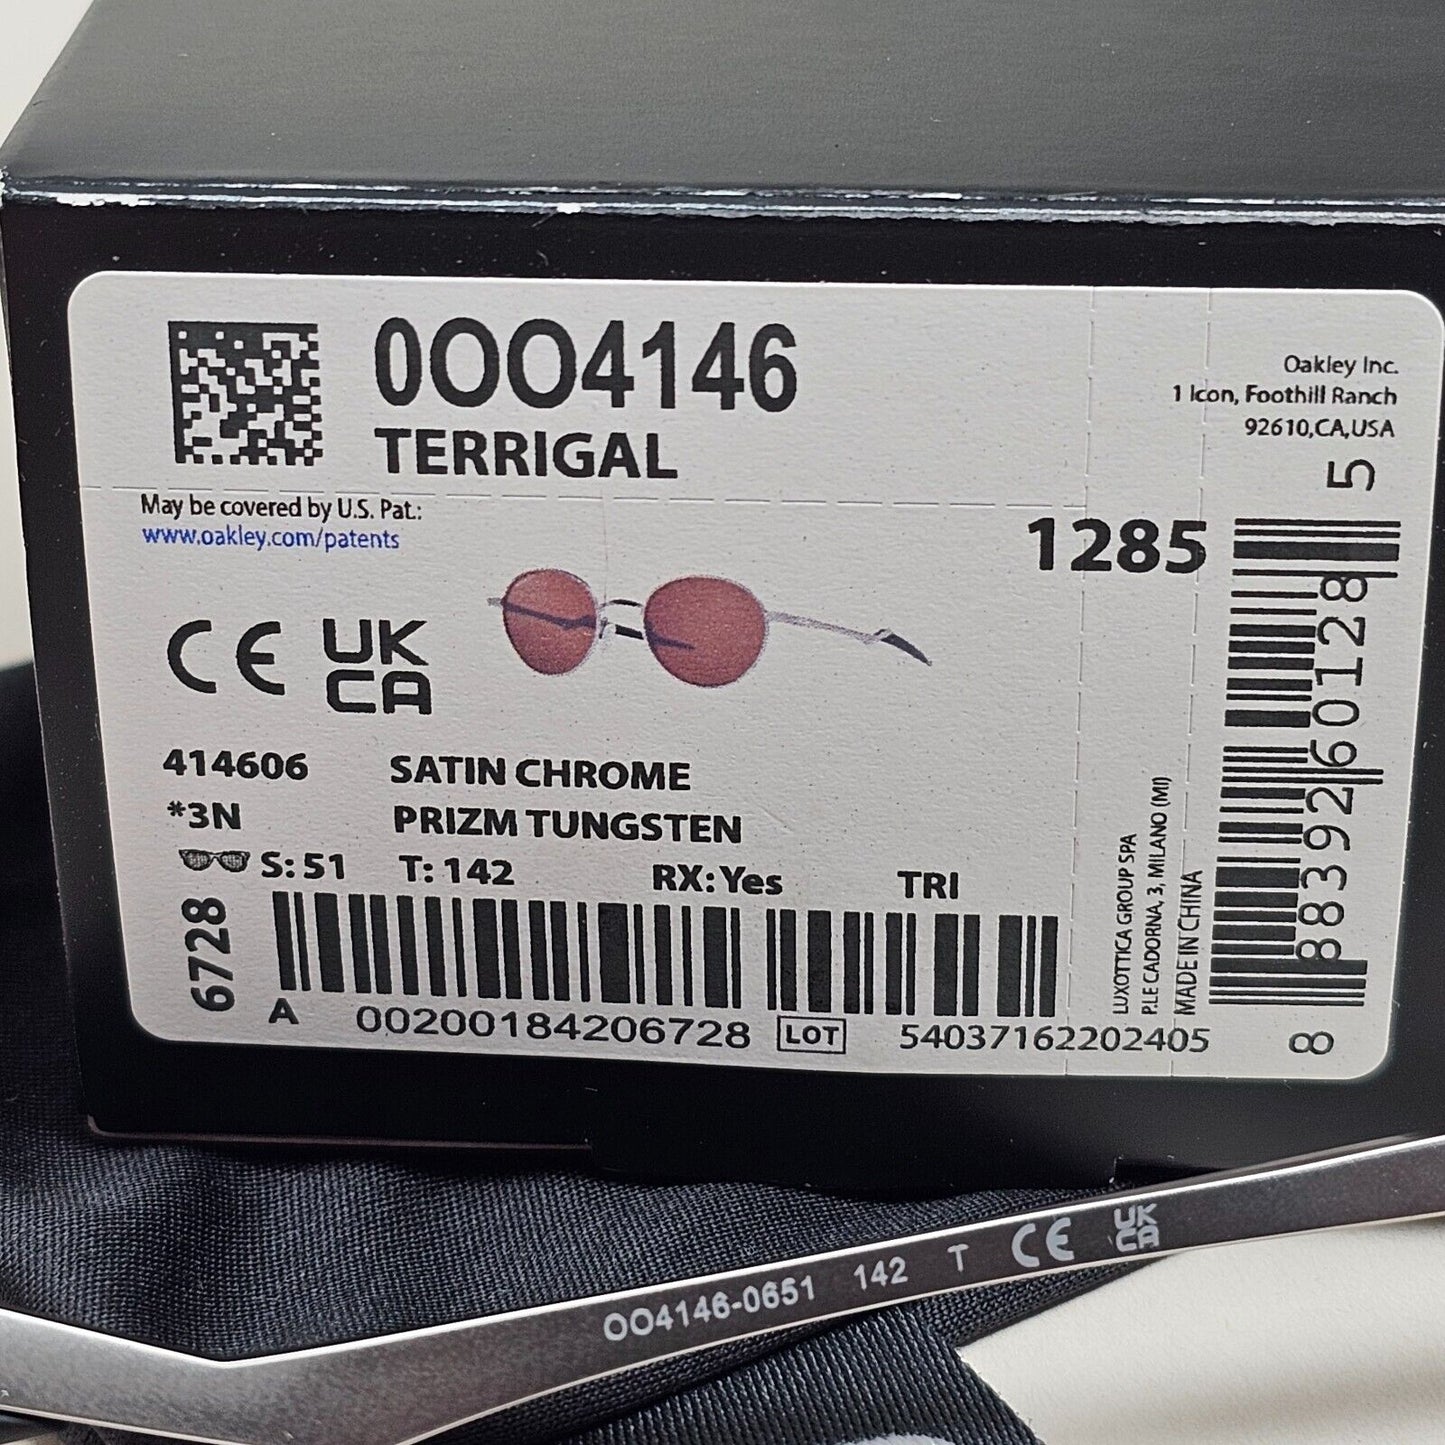 0OO4146
TERRIGAL
Oakley Inc.
1 Icon, Foothill Ranch
92610,CA,USA
May be covered by U.S. Pat.:
www.oakley.com/patents
1285
CE UK
CA
414606 SATIN CHROME
*3N PRIZM TUNGSTEN
S: 51 T: 142 RX: Yes TRI
6728
A 00200184206728 LOT 54037162202405
LUXOTTICA GROUP SPA
P.LE CADORNA, 3, MILANO (MI)
MADE IN CHINA
8 883926 60128 5
OO4146-0651 142 T CE UK
CA